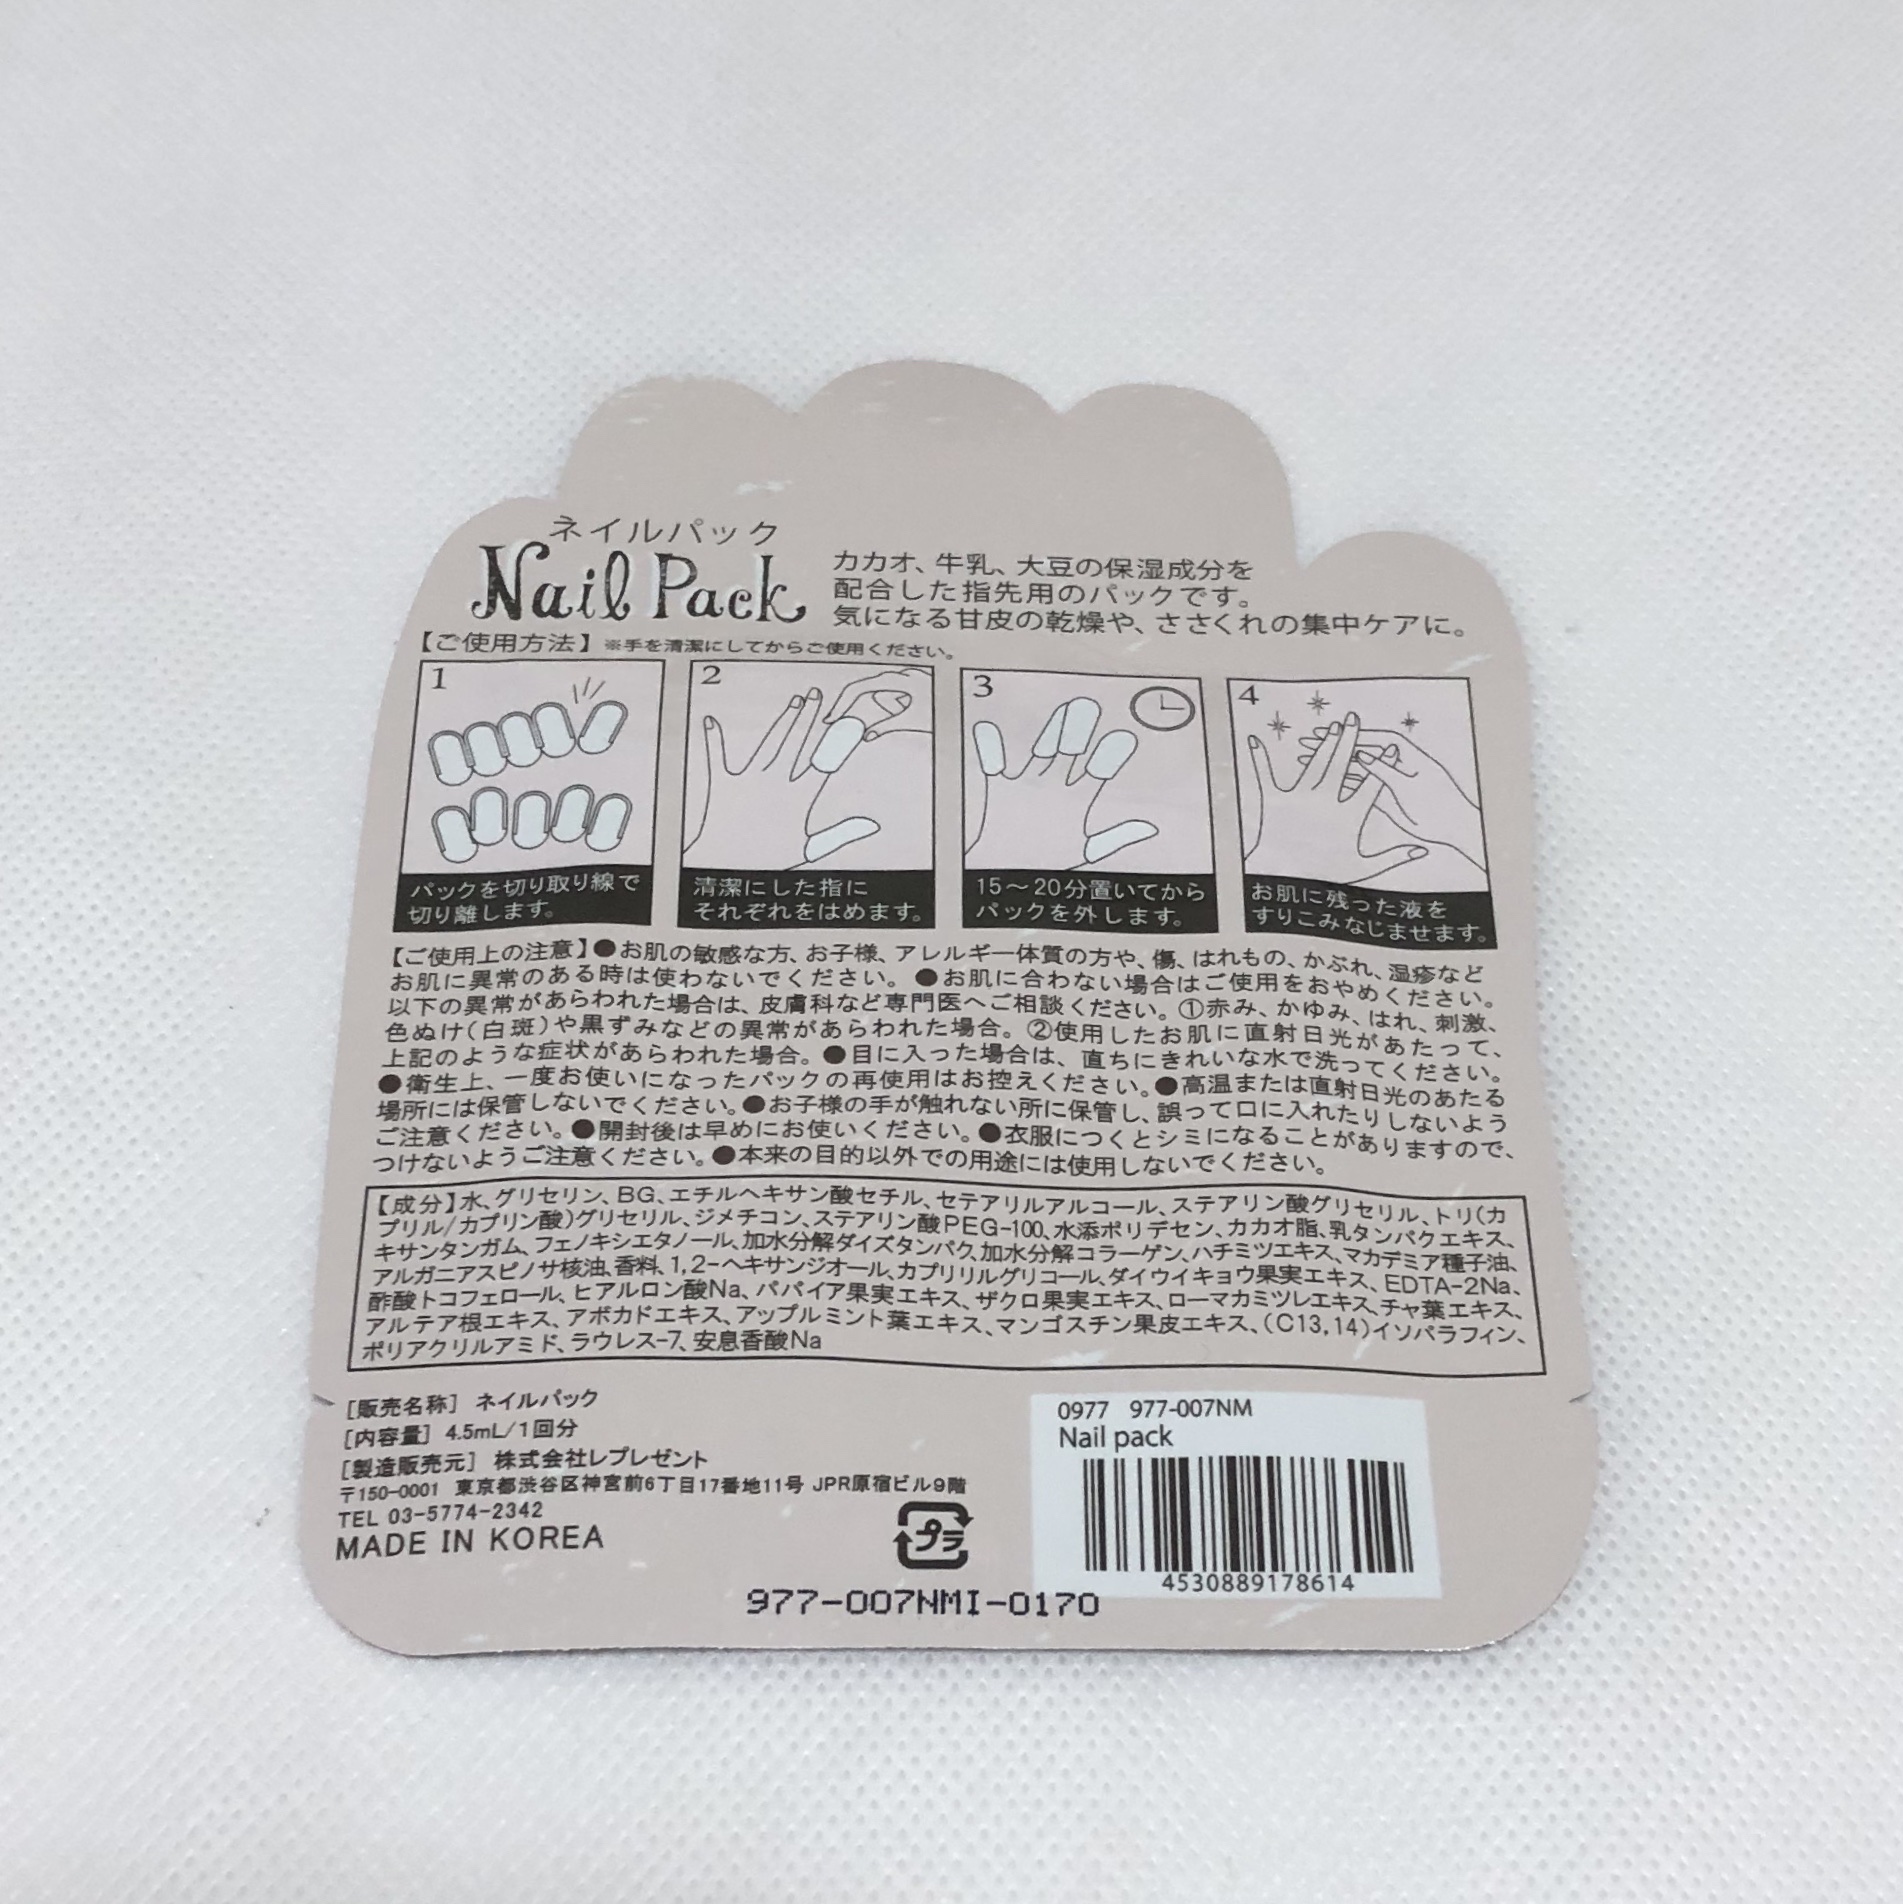 ネイルパック
Nail Pack
カカオ、牛乳、大豆の保湿成分を
配合した指先用のパックです。
気になる甘皮の乾燥や、ささくれの集中ケアに。
【ご使用方法】※手を清潔にしてからご使用ください。
1
パックを切り取り線で
切り離します。
2
清潔にした指に
それぞれをはめます。
3
15～20分置いてから
パックを外します。
4
お肌に残った液を
すりこみなじませます。
【ご使用上の注意】●お肌の敏感な方、お子様、アレルギー体質の方や、傷、はれもの、かぶれ、湿疹など
お肌に異常のある時は使わないでください。●お肌に合わない場合はご使用をおやめください。
以下の異常があらわれた場合は、皮膚科など専門医へご相談ください。①赤み、かゆみ、はれ、刺激、
色ぬけ(白斑)や黒ずみなどの異常があらわれた場合。②使用したお肌に直射日光があたって、
上記のような症状があらわれた場合。●目に入った場合は、直ちにきれいな水で洗ってください。
●衛生上、一度お使いになったパックの再使用はお控えください。●高温または直射日光のあたる
場所には保管しないでください。●お子様の手が触れない所に保管し、誤って口に入れたりしないよう
ご注意ください。●開封後は早めにお使いください。●衣服につくとシミになることがありますので、
つけないようご注意ください。●本来の目的以外での用途には使用しないでください。
【成分】水、グリセリン、BG、エチルヘキサン酸セチル、セテアリルアルコール、ステアリン酸グリセリル、トリ(カ
プリル/カプリン酸)グリセリル、ジメチコン、ステアリン酸PEG-100、水添ポリデセン、カカオ脂、乳タンパクエキス、
キサンタンガム、フェノキシエタノール、加水分解ダイズタンパク、加水分解コラーゲン、ハチミツエキス、マカデミア種子油、
アルガニアスピノサ核油、香料、1,2-ヘキサンジオール、カプリリルグリコール、ダイウイキョウ果実エキス、EDTA-2Na、
酢酸トコフェロール、ヒアルロン酸Na、パパイア果実エキス、ザクロ果実エキス、ローマカミツレエキス、チャ葉エキス、
アルテア根エキス、アボカドエキス、アップルミント葉エキス、マンゴスチン果皮エキス、(C13,14)イソパラフィン、
ポリアクリルアミド、ラウレス-7、安息香酸Na
[販売名称] ネイルパック
[内容量] 4.5mL/1回分
[製造販売元] 株式会社レプレゼント
〒150-0001 東京都渋谷区神宮前6丁目17番地11号 JPR原宿ビル9階
TEL 03-5774-2342
MADE IN KOREA
プラ
0977 977-007NM
Nail pack
4530889178614
977-007NMI-0170